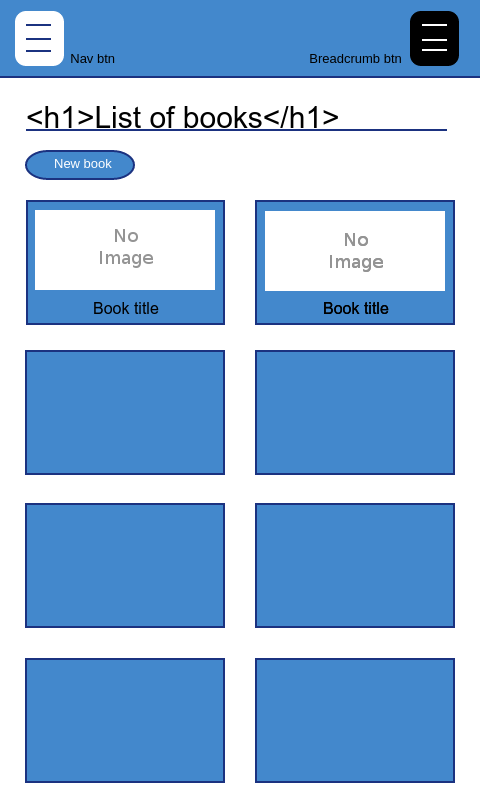 Nav btn
Breadcrumb btn
<h1>List of books</h1>
New book
No
Image
Book title
No
Image
Book title